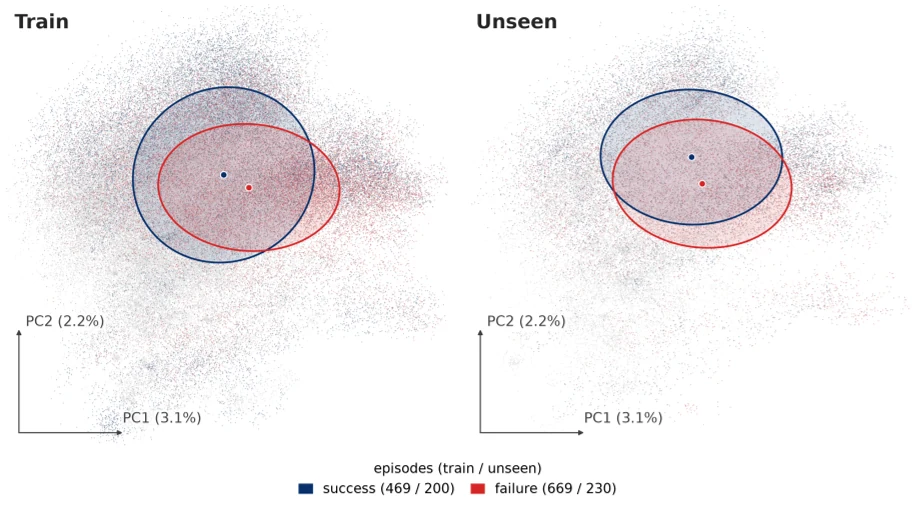 Train
Unseen
PC2 (2.2%)
PC2 (2.2%)
PC1 (3.1%)
PC1 (3.1%)
episodes (train / unseen)
success (469 / 200)
failure (669 / 230)